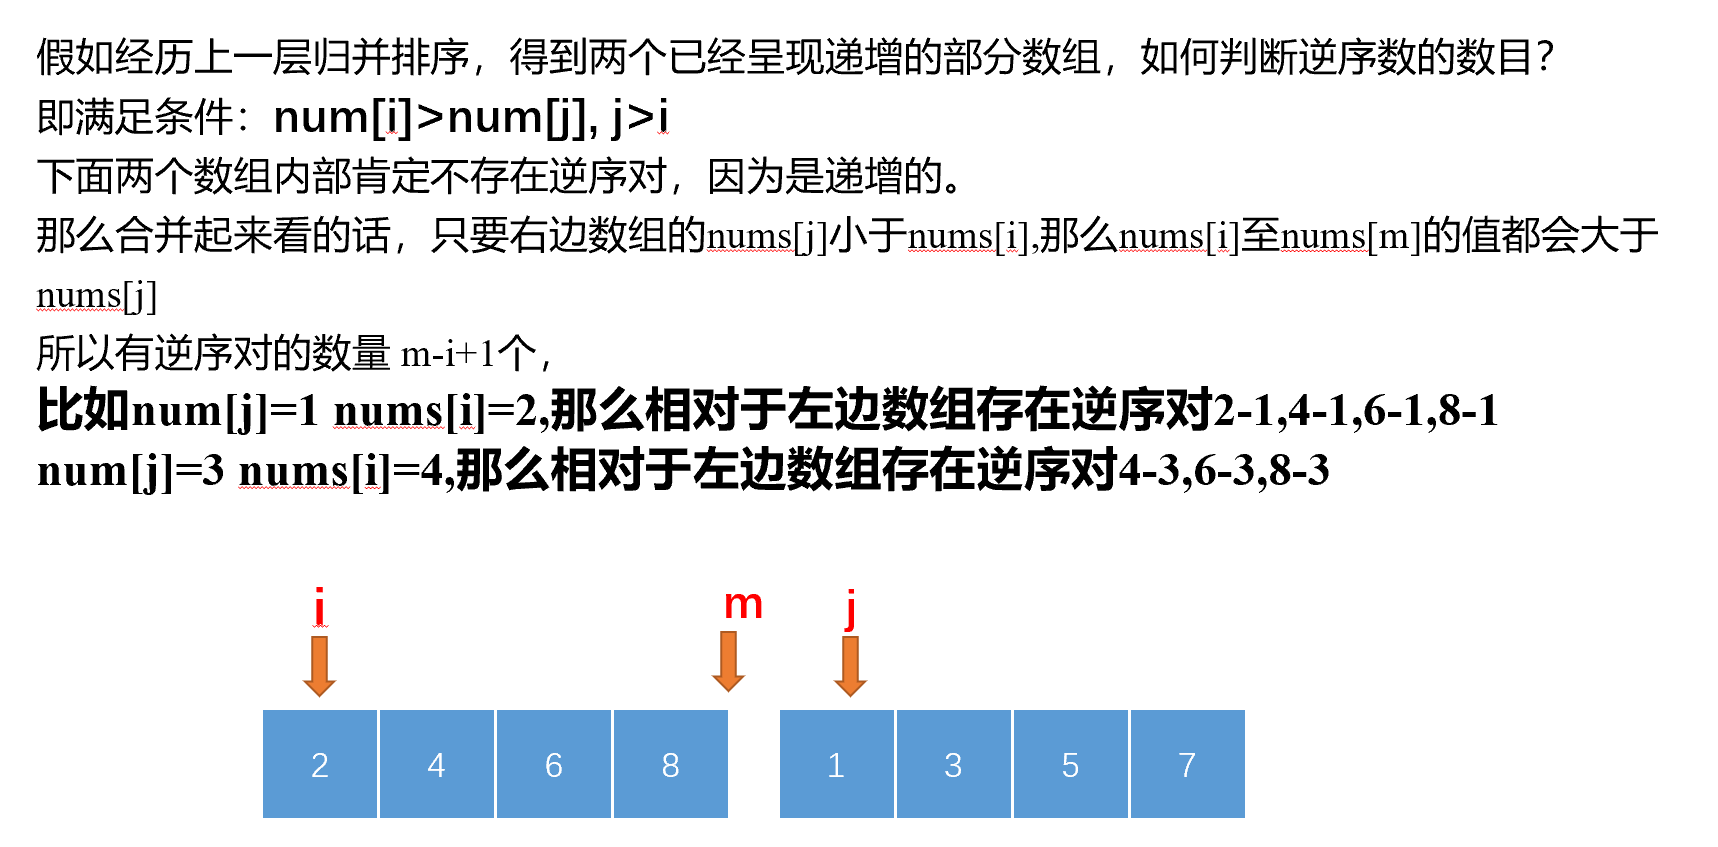 假如经历上一层归并排序，得到两个已经呈现递增的部分数组，如何判断逆序数的数目？
即满足条件：num[i]>num[j], j>i
下面两个数组内部肯定不存在逆序对，因为是递增的。
那么合并起来看的话，只要右边数组的nums[j]小于nums[i],那么nums[i]至nums[m]的值都会大于
nums[j]
所以有逆序对的数量 m-i+1个，
比如num[j]=1 nums[i]=2,那么相对于左边数组存在逆序对2-1,4-1,6-1,8-1
num[j]=3 nums[i]=4,那么相对于左边数组存在逆序对4-3,6-3,8-3
i m j
2 4 6 8 1 3 5 7